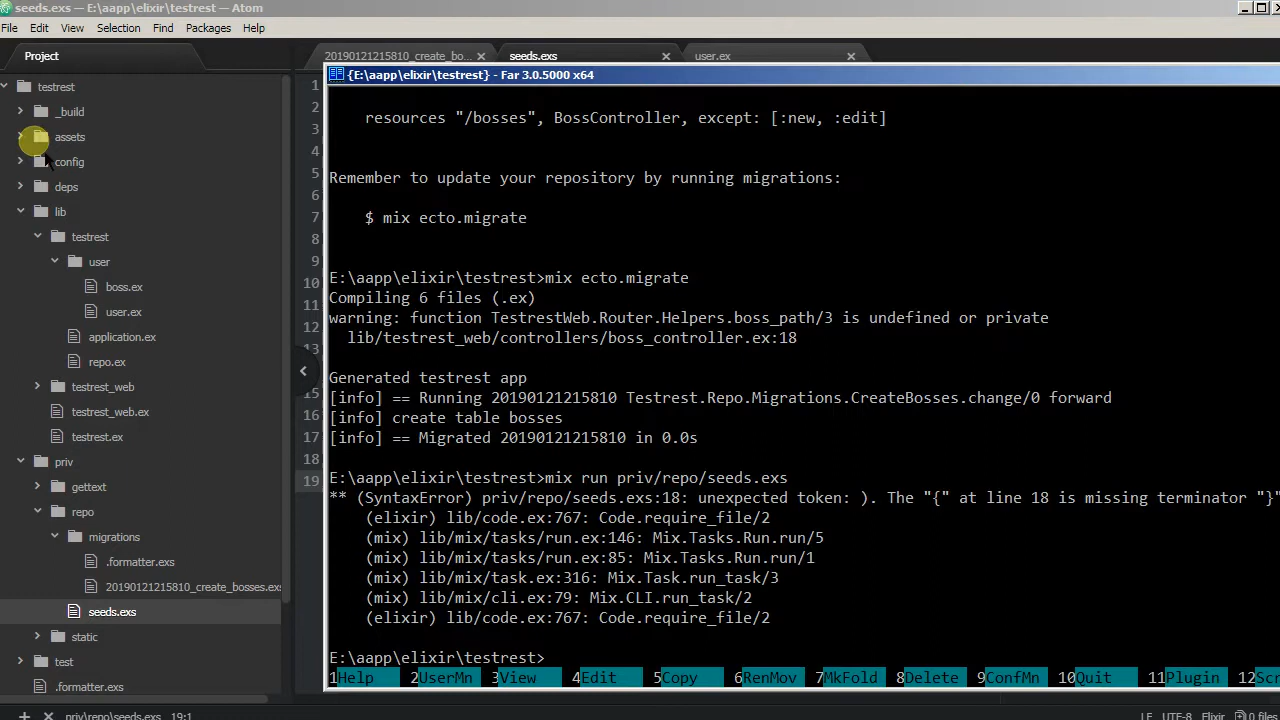 seeds.exs — E:\aapp\elixir\testrest — Atom
File Edit View Selection Find Packages Help
Project
20190121215810_create_bo...
seeds.exs
user.ex
testrest
_build
assets
config
deps
lib
testrest
user
boss.ex
user.ex
application.ex
repo.ex
testrest_web
testrest_web.ex
testrest.ex
priv
gettext
repo
migrations
.formatter.exs
20190121215810_create_bosses.exs
seeds.exs
static
test
.formatter.exs
1
2
3
4
5
6
7
8
9
10
11
12
13
15
16
17
18
19
{E:\aapp\elixir\testrest} - Far 3.0.5000 x64
resources "/bosses", BossController, except: [:new, :edit]
Remember to update your repository by running migrations:
$ mix ecto.migrate
E:\aapp\elixir\testrest>mix ecto.migrate
Compiling 6 files (.ex)
warning: function TestrestWeb.Router.Helpers.boss_path/3 is undefined or private
lib/testrest_web/controllers/boss_controller.ex:18
Generated testrest app
[info] == Running 20190121215810 Testrest.Repo.Migrations.CreateBosses.change/0 forward
[info] create table bosses
[info] == Migrated 20190121215810 in 0.0s
E:\aapp\elixir\testrest>mix run priv/repo/seeds.exs
** (SyntaxError) priv/repo/seeds.exs:18: unexpected token: ). The "{" at line 18 is missing terminator "}"
(elixir) lib/code.ex:767: Code.require_file/2
(mix) lib/mix/tasks/run.ex:146: Mix.Tasks.Run.run/5
(mix) lib/mix/tasks/run.ex:85: Mix.Tasks.Run.run/1
(mix) lib/mix/task.ex:316: Mix.Task.run_task/3
(mix) lib/mix/cli.ex:79: Mix.CLI.run_task/2
(elixir) lib/code.ex:767: Code.require_file/2
E:\aapp\elixir\testrest>
1Help 2UserMn 3View 4Edit 5Copy 6RenMov 7MkFold 8Delete 9ConfMn 10Quit 11Plugin 12Scr
priv\repo\seeds.exs 19:1 LF UTF-8 Elixir 0 files